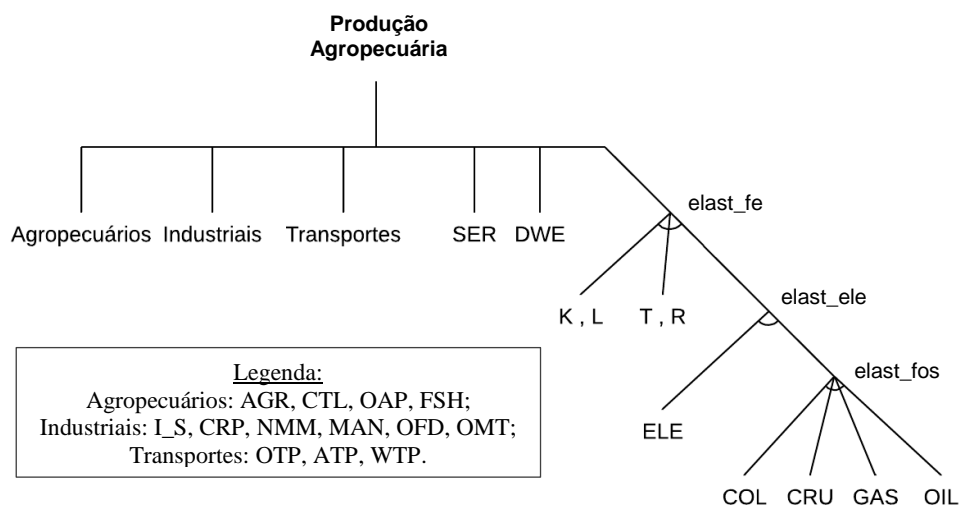 Produção
Agropecuária
elast_fe
Agropecuários Industriais Transportes SER DWE
elast_ele
K , L T , R
elast_fos
Legenda:
Agropecuários: AGR, CTL, OAP, FSH;
Industriais: I_S, CRP, NMM, MAN, OFD, OMT;
Transportes: OTP, ATP, WTP.
ELE
COL CRU GAS OIL